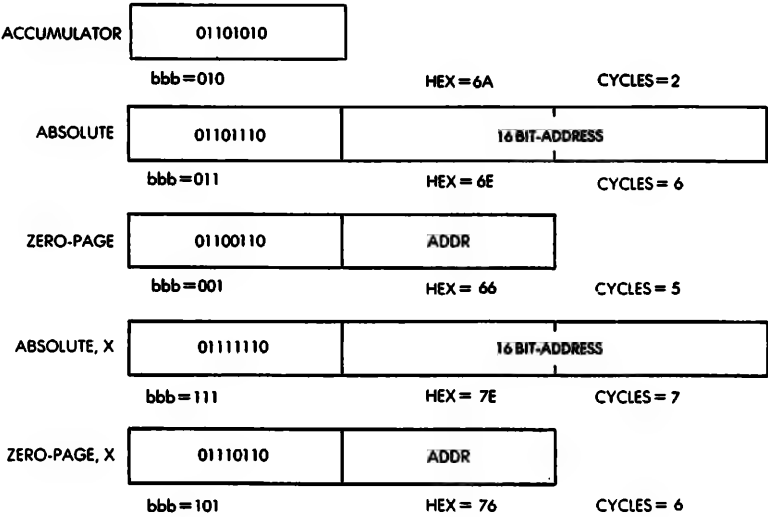 ACCUMULATOR 01101010
bbb=010 HEX=6A CYCLES=2
ABSOLUTE 01101110 16 BIT-ADDRESS
bbb=011 HEX= 6E CYCLES= 6
ZERO-PAGE 01100110 ADDR
bbb=001 HEX= 66 CYCLES= 5
ABSOLUTE, X 01111110 16 BIT-ADDRESS
bbb=111 HEX= 7E CYCLES= 7
ZERO-PAGE, X 01110110 ADDR
bbb=101 HEX= 76 CYCLES= 6